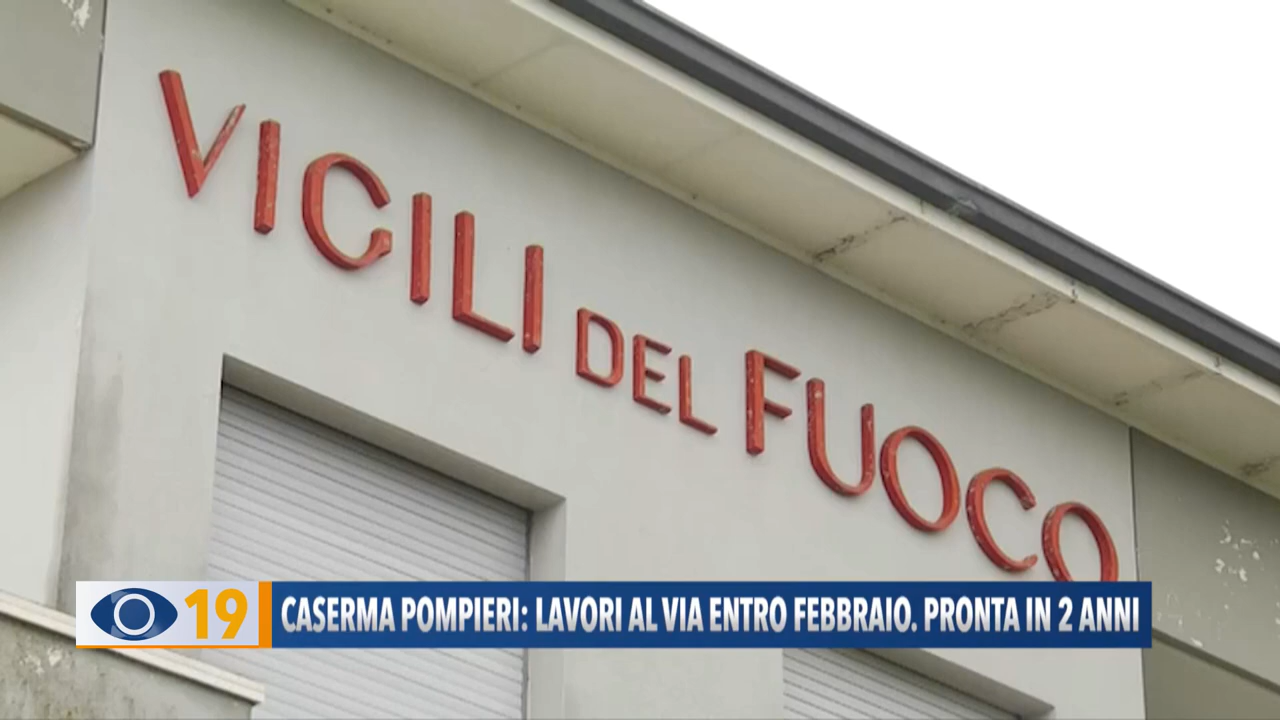 VIGILI DEL FUOCO
19 CASERMA POMPIERI: LAVORI AL VIA ENTRO FEBBRAIO. PRONTA IN 2 ANNI